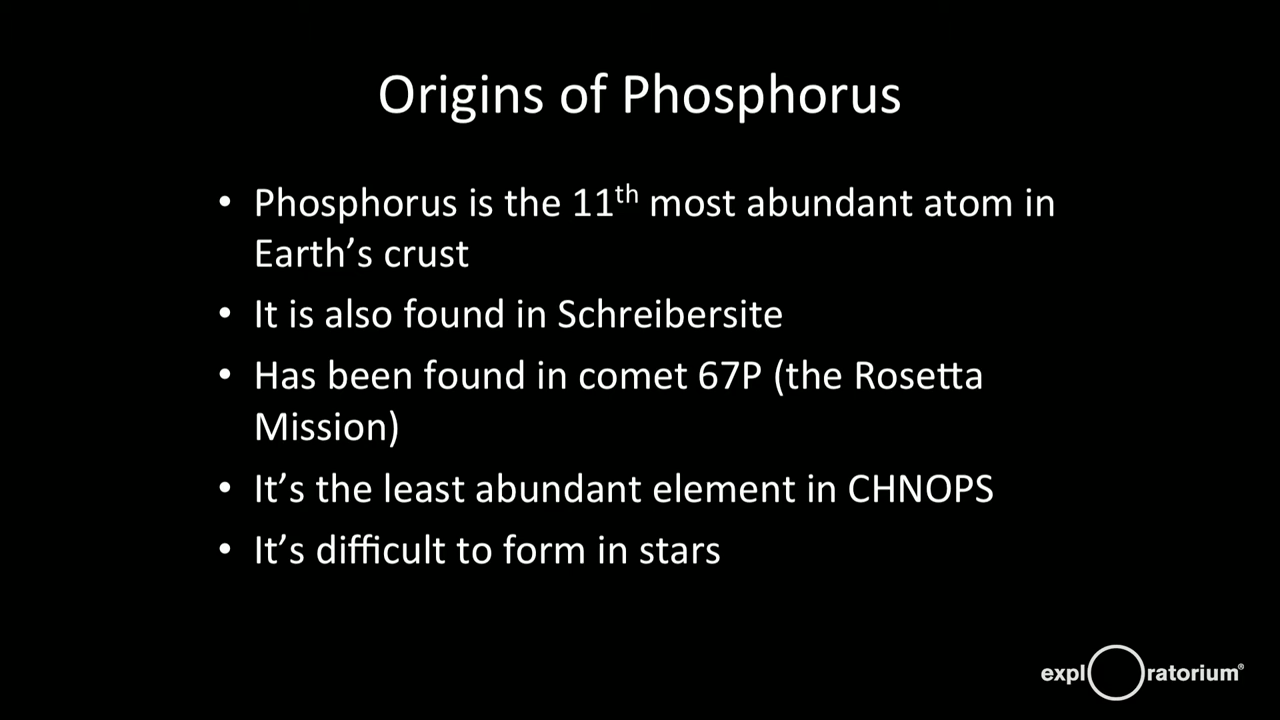 Origins of Phosphorus
• Phosphorus is the 11th most abundant atom in
Earth’s crust
• It is also found in Schreibersite
• Has been found in comet 67P (the Rosetta
Mission)
• It’s the least abundant element in CHNOPS
• It’s difficult to form in stars
explOratorium®